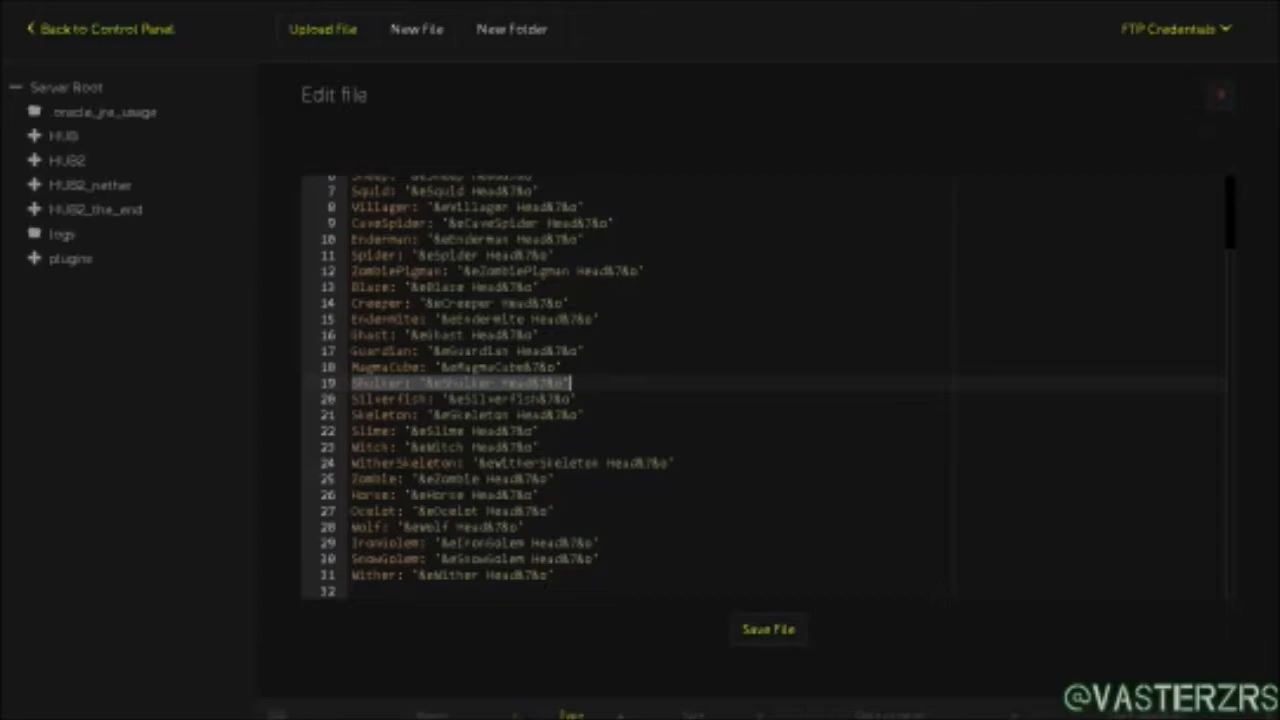 Back to Control Panel
Upload File
New File
New Folder
FTP Credentials
Server Root
.oracle_jre_usage
HUB
HUB2
HUB2_nether
HUB2_the_end
logs
plugins
Edit file
6 Sheep: "&eSheep Head&7&o"
7 Squid: "&eSquid Head&7&o"
8 Villager: "&eVillager Head&7&o"
9 CaveSpider: "&eCaveSpider Head&7&o"
10 Enderman: "&eEnderman Head&7&o"
11 Spider: "&eSpider Head&7&o"
12 ZombiePigman: "&eZombiePigman Head&7&o"
13 Blaze: "&eBlaze Head&7&o"
14 Creeper: "&eCreeper Head&7&o"
15 Endermite: "&eEndermite Head&7&o"
16 Ghast: "&eGhast Head&7&o"
17 Guardian: "&eGuardian Head&7&o"
18 MagmaCube: "&eMagmaCube&7&o"
19 Shulker: "&eShulker Head&7&o"
20 Silverfish: "&eSilverfish&7&o"
21 Skeleton: "&eSkeleton Head&7&o"
22 Slime: "&eSlime Head&7&o"
23 Witch: "&eWitch Head&7&o"
24 WitherSkeleton: "&eWitherSkeleton Head&7&o"
25 Zombie: "&eZombie Head&7&o"
26 Horse: "&eHorse Head&7&o"
27 Ocelot: "&eOcelot Head&7&o"
28 Wolf: "&eWolf Head&7&o"
29 IronGolem: "&eIronGolem Head&7&o"
30 SnowGolem: "&eSnowGolem Head&7&o"
31 Wither: "&eWither Head&7&o"
32
Save File
@VASTERZRS